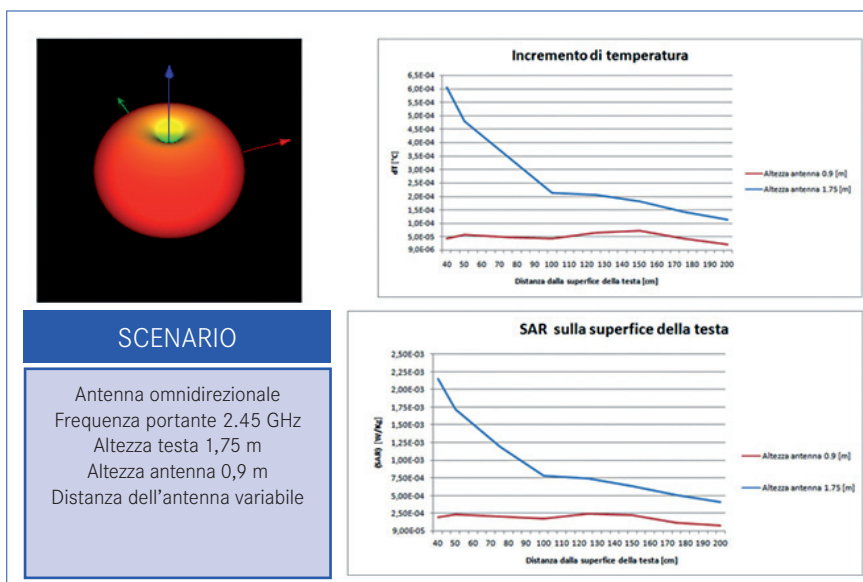 Incremento di temperatura
6,5E-04
6,0E-04
5,5E-04
5,0E-04
4,5E-04
4,0E-04
3,5E-04
3,0E-04
2,5E-04
2,0E-04
1,5E-04
1,0E-04
5,0E-05
9,0E-06
dT [°C]
40 50 60 70 80 90 100 110 120 130 140 150 160 170 180 190 200
Distanza dalla superfice della testa [cm]
Altezza antenna 0.9 [m]
Altezza antenna 1.75 [m]
SCENARIO
Antenna omnidirezionale
Frequenza portante 2.45 GHz
Altezza testa 1,75 m
Altezza antenna 0,9 m
Distanza dell'antenna variabile
SAR sulla superfice della testa
2,50E-03
2,25E-03
2,00E-03
1,75E-03
1,50E-03
1,25E-03
1,00E-03
7,50E-04
5,00E-04
2,50E-04
9,00E-05
(SAR) [W/Kg]
40 50 60 70 80 90 100 110 120 130 140 150 160 170 180 190 200
Distanza dalla superfice della testa [cm]
Altezza antenna 0.9 [m]
Altezza antenna 1.75 [m]